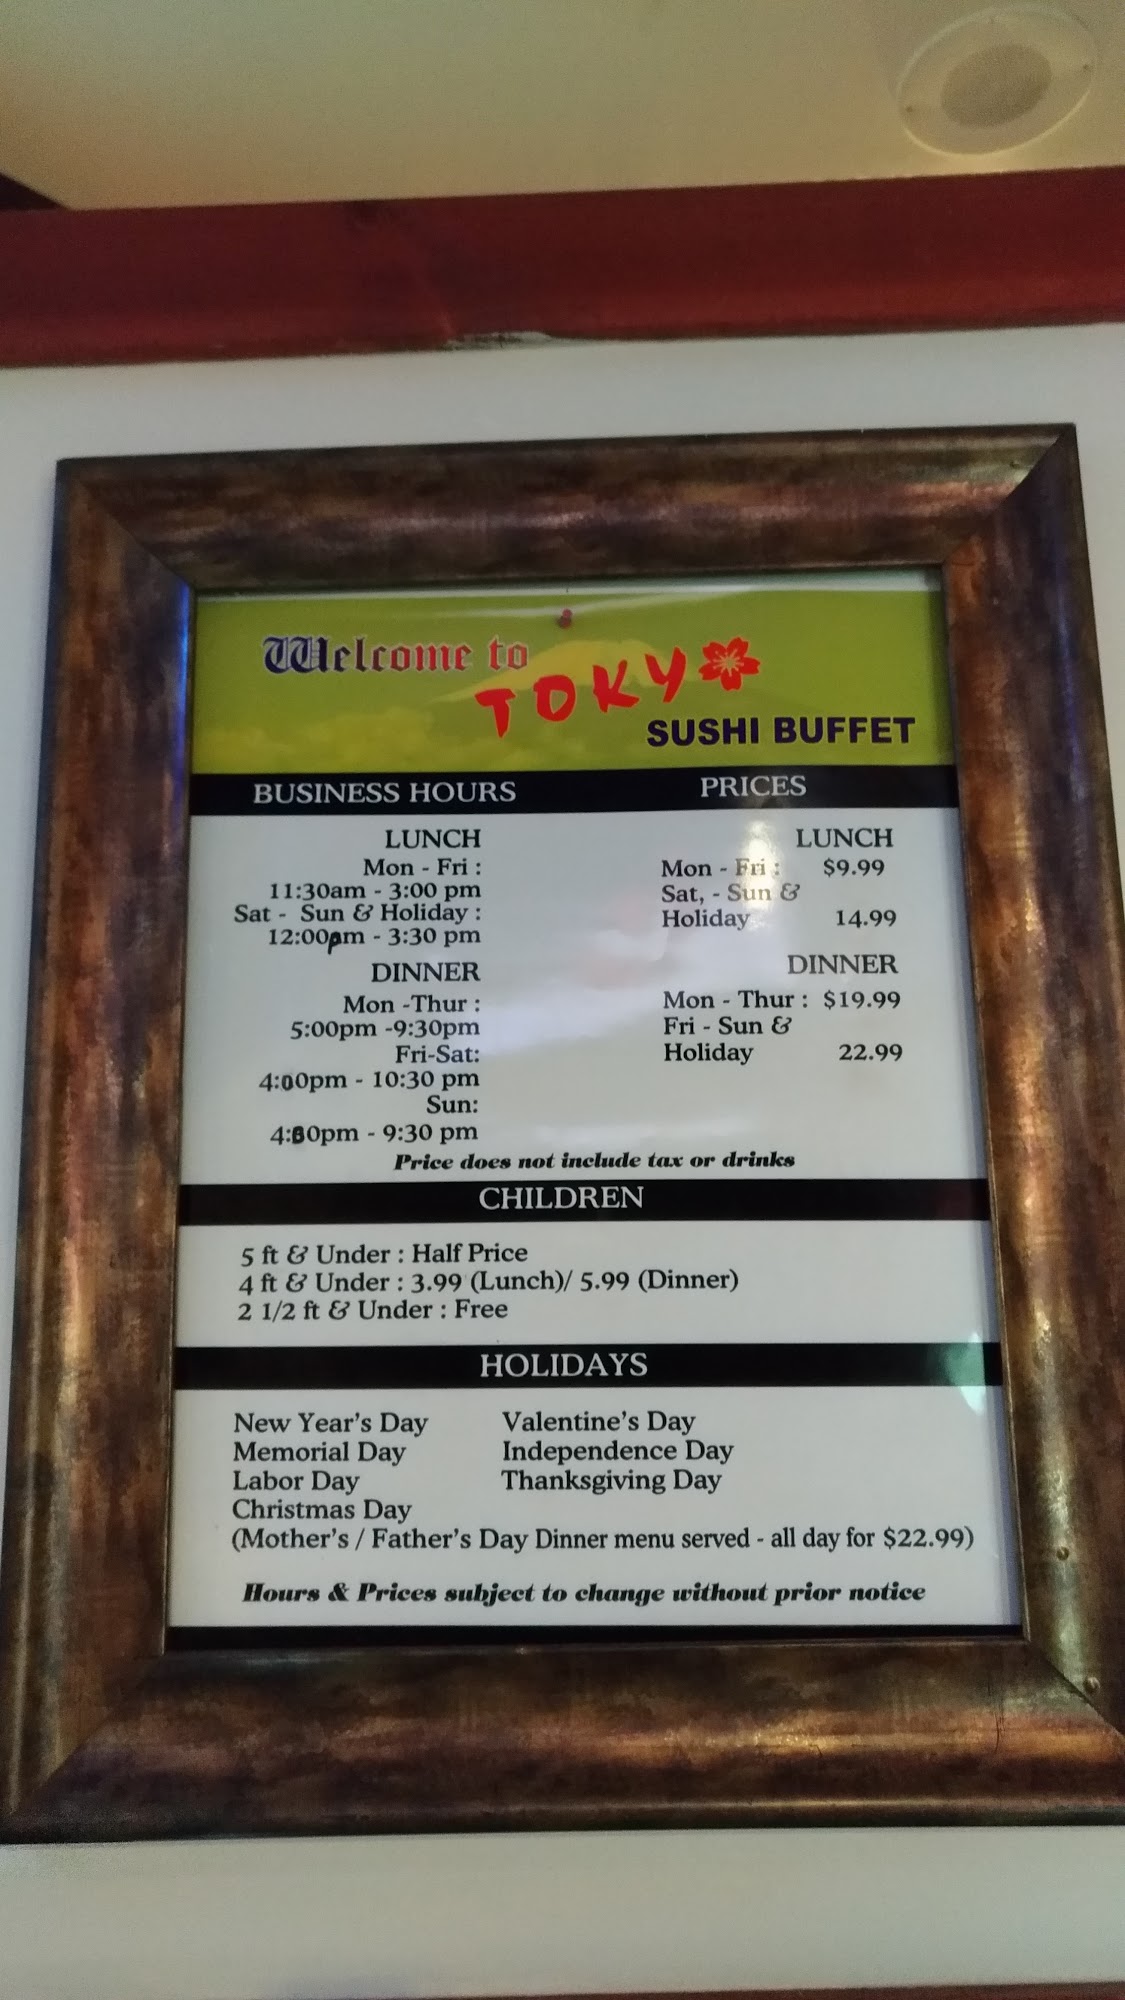 Welcome to
TOKYO
SUSHI BUFFET
BUSINESS HOURS
LUNCH
Mon - Fri :
11:30am - 3:00 pm
Sat - Sun & Holiday :
12:00pm - 3:30 pm
DINNER
Mon -Thur :
5:00pm -9:30pm
Fri-Sat:
4:00pm - 10:30 pm
Sun:
- 9:30 pm
PRICES
LUNCH
Mon - Fri : $9.99
Sat, - Sun &
Holiday 14.99
DINNER
Mon - Thur : $19.99
Fri - Sun &
Holiday 22.99
Price does not include tax or drinks
CHILDREN
5 ft & Under : Half Price
4 ft & Under : 3.99 (Lunch)/ 5.99 (Dinner)
2 1/2 ft & Under : Free
HOLIDAYS
New Year's Day Valentine's Day
Memorial Day Independence Day
Labor Day Thanksgiving Day
Christmas Day
(Mother's / Father's Day Dinner menu served - all day for $22.99)
Hours & Prices subject to change without prior notice